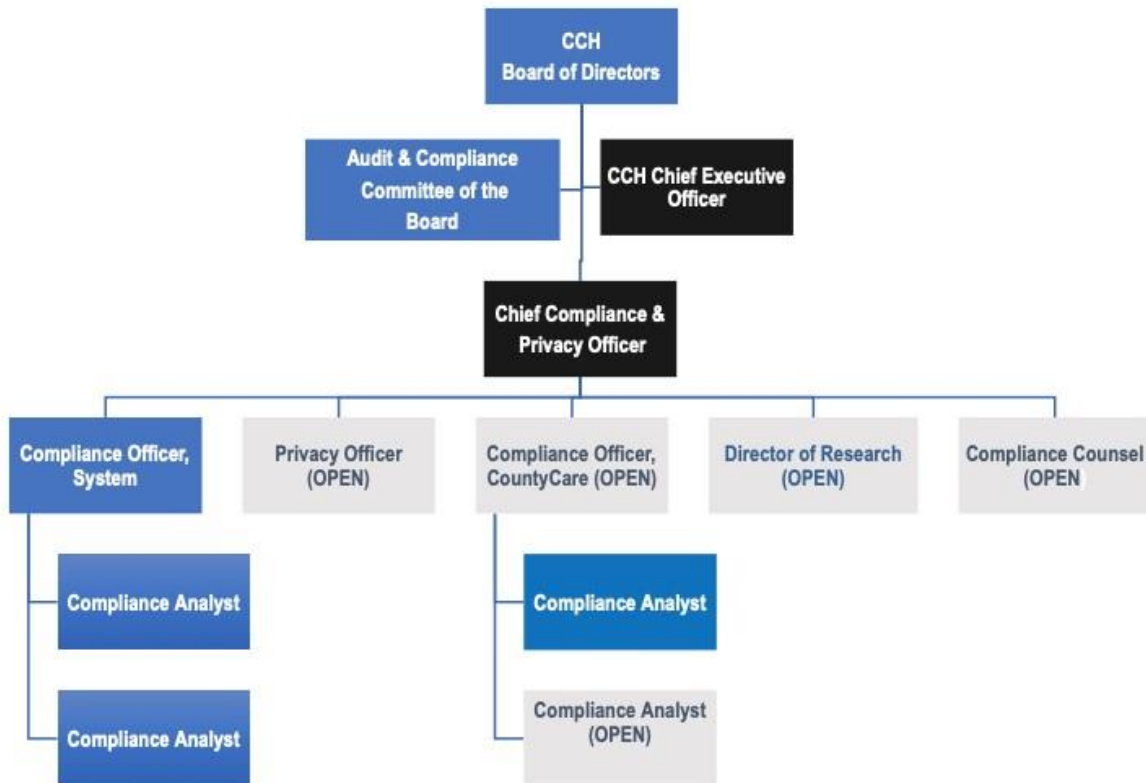 CCH
Board of Directors
Audit & Compliance
Committee of the
Board
CCH Chief Executive
Officer
Chief Compliance &
Privacy Officer
Compliance Officer,
System
Privacy Officer
(OPEN)
Compliance Officer,
CountyCare (OPEN)
Director of Research
(OPEN)
Compliance Counsel
(OPEN)
Compliance Analyst
Compliance Analyst
Compliance Analyst
Compliance Analyst
(OPEN)